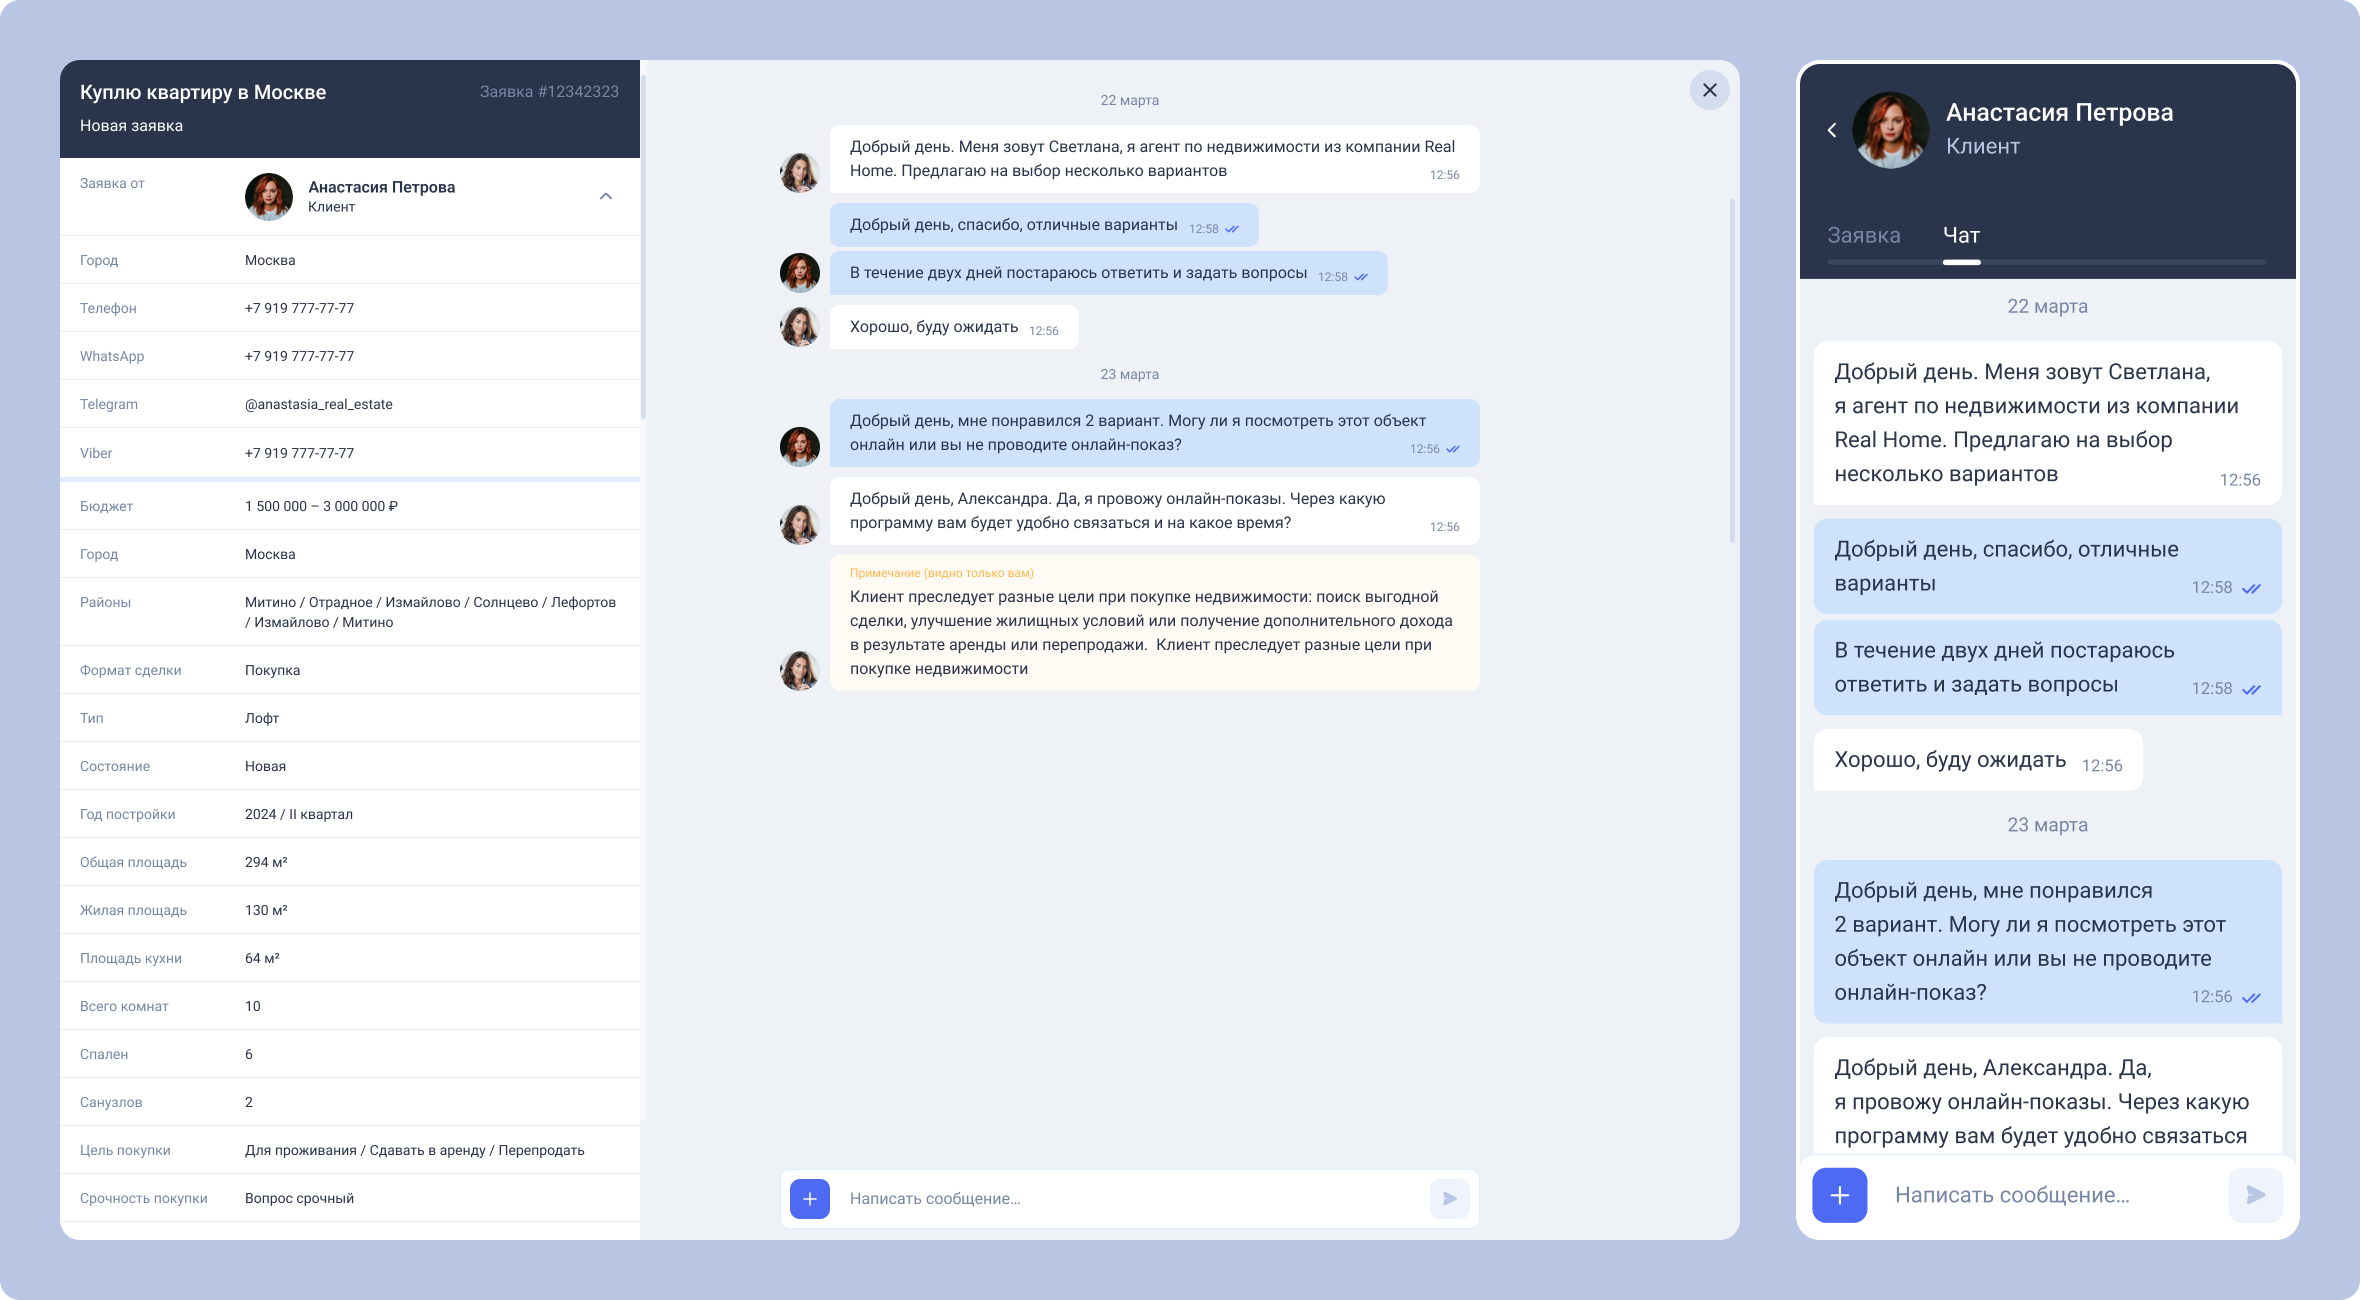 Куплю квартиру в Москве
Заявка #12342323
Новая заявка
Заявка от
Анастасия Петрова
Клиент
Город
Москва
Телефон
+7 919 777-77-77
WhatsApp
+7 919 777-77-77
Telegram
@anastasia_real_estate
Viber
+7 919 777-77-77
Бюджет
1 500 000 – 3 000 000 ₽
Город
Москва
Районы
Митино / Отрадное / Измайлово / Солнцево / Лефортов
/ Измайлово / Митино
Формат сделки
Покупка
Тип
Лофт
Состояние
Новая
Год постройки
2024 / II квартал
Общая площадь
294 м²
Жилая площадь
130 м²
Площадь кухни
64 м²
Всего комнат
10
Спален
6
Санузлов
2
Цель покупки
Для проживания / Сдавать в аренду / Перепродать
Срочность покупки
Вопрос срочный
22 марта
Добрый день. Меня зовут Светлана, я агент по недвижимости из компании Real
Home. Предлагаю на выбор несколько вариантов
12:56
Добрый день, спасибо, отличные варианты
12:58
В течение двух дней постараюсь ответить и задать вопросы
12:58
Хорошо, буду ожидать
12:56
23 марта
Добрый день, мне понравился 2 вариант. Могу ли я посмотреть этот объект
онлайн или вы не проводите онлайн-показ?
12:56
Добрый день, Александра. Да, я провожу онлайн-показы. Через какую
программу вам будет удобно связаться и на какое время?
12:56
Примечание (видно только вам)
Клиент преследует разные цели при покупке недвижимости: поиск выгодной
сделки, улучшение жилищных условий или получение дополнительного дохода
в результате аренды или перепродажи.  Клиент преследует разные цели при
покупке недвижимости
Написать сообщение...
Анастасия Петрова
Клиент
Заявка
Чат
22 марта
Добрый день. Меня зовут Светлана,
я агент по недвижимости из компании
Real Home. Предлагаю на выбор
несколько вариантов
12:56
Добрый день, спасибо, отличные
варианты
12:58
В течение двух дней постараюсь
ответить и задать вопросы
12:58
Хорошо, буду ожидать
12:56
23 марта
Добрый день, мне понравился
2 вариант. Могу ли я посмотреть этот
объект онлайн или вы не проводите
онлайн-показ?
12:56
Добрый день, Александра. Да,
я провожу онлайн-показы. Через какую
программу вам будет удобно связаться
Написать сообщение...